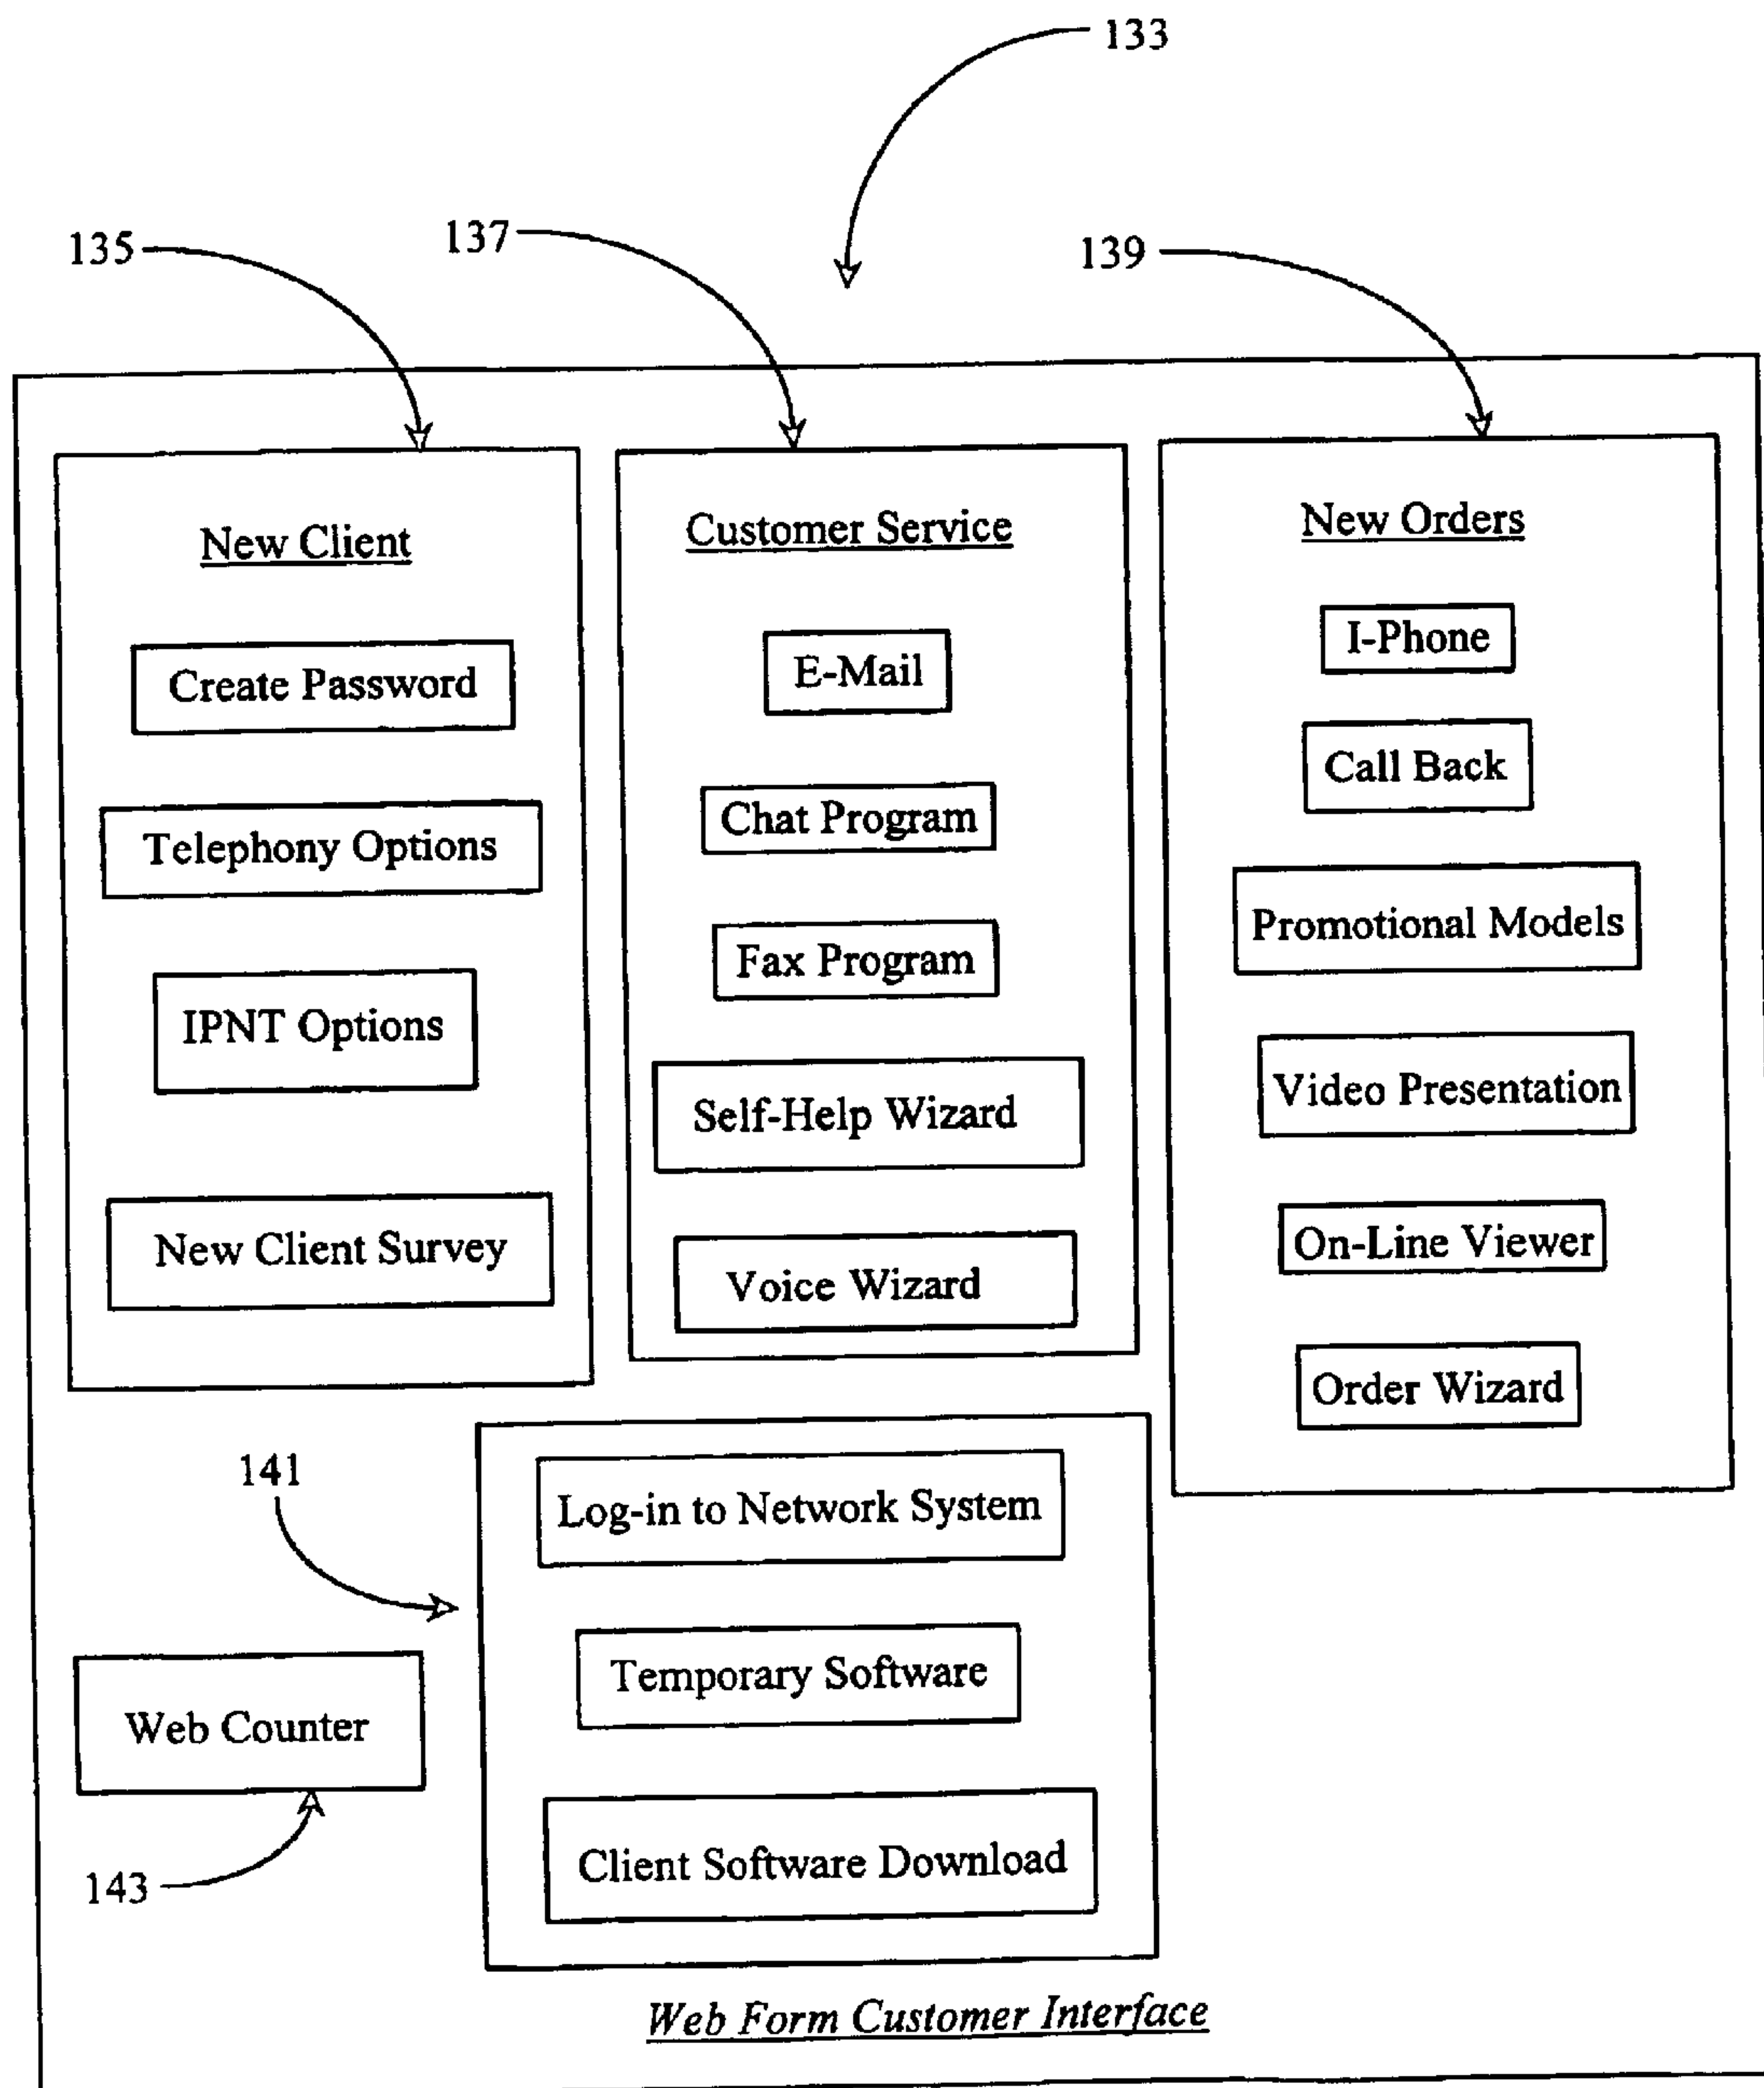 133
135
137
139
New Client
Create Password
Telephony Options
IPNT Options
New Client Survey
Customer Service
E-Mail
Chat Program
Fax Program
Self-Help Wizard
Voice Wizard
New Orders
I-Phone
Call Back
Promotional Models
Video Presentation
On-Line Viewer
Order Wizard
141
Log-in to Network System
Temporary Software
Client Software Download
Web Counter
143
Web Form Customer Interface